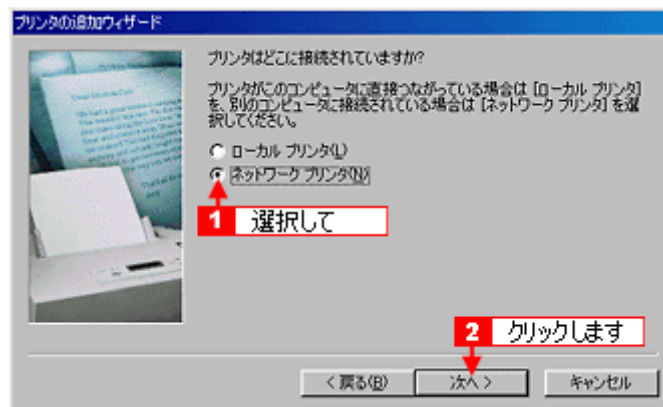 プリンタの追加ウィザード
プリンタはどこに接続されていますか?
プリンタがこのコンピュータに直接つながっている場合は [ローカル プリンタ]
を、別のコンピュータに接続されている場合は [ネットワーク プリンタ] を選
択してください。
ローカル プリンタ(L)
ネットワーク プリンタ(N)
1 選択して
2 クリックします
< 戻る(B) 次へ > キャンセル